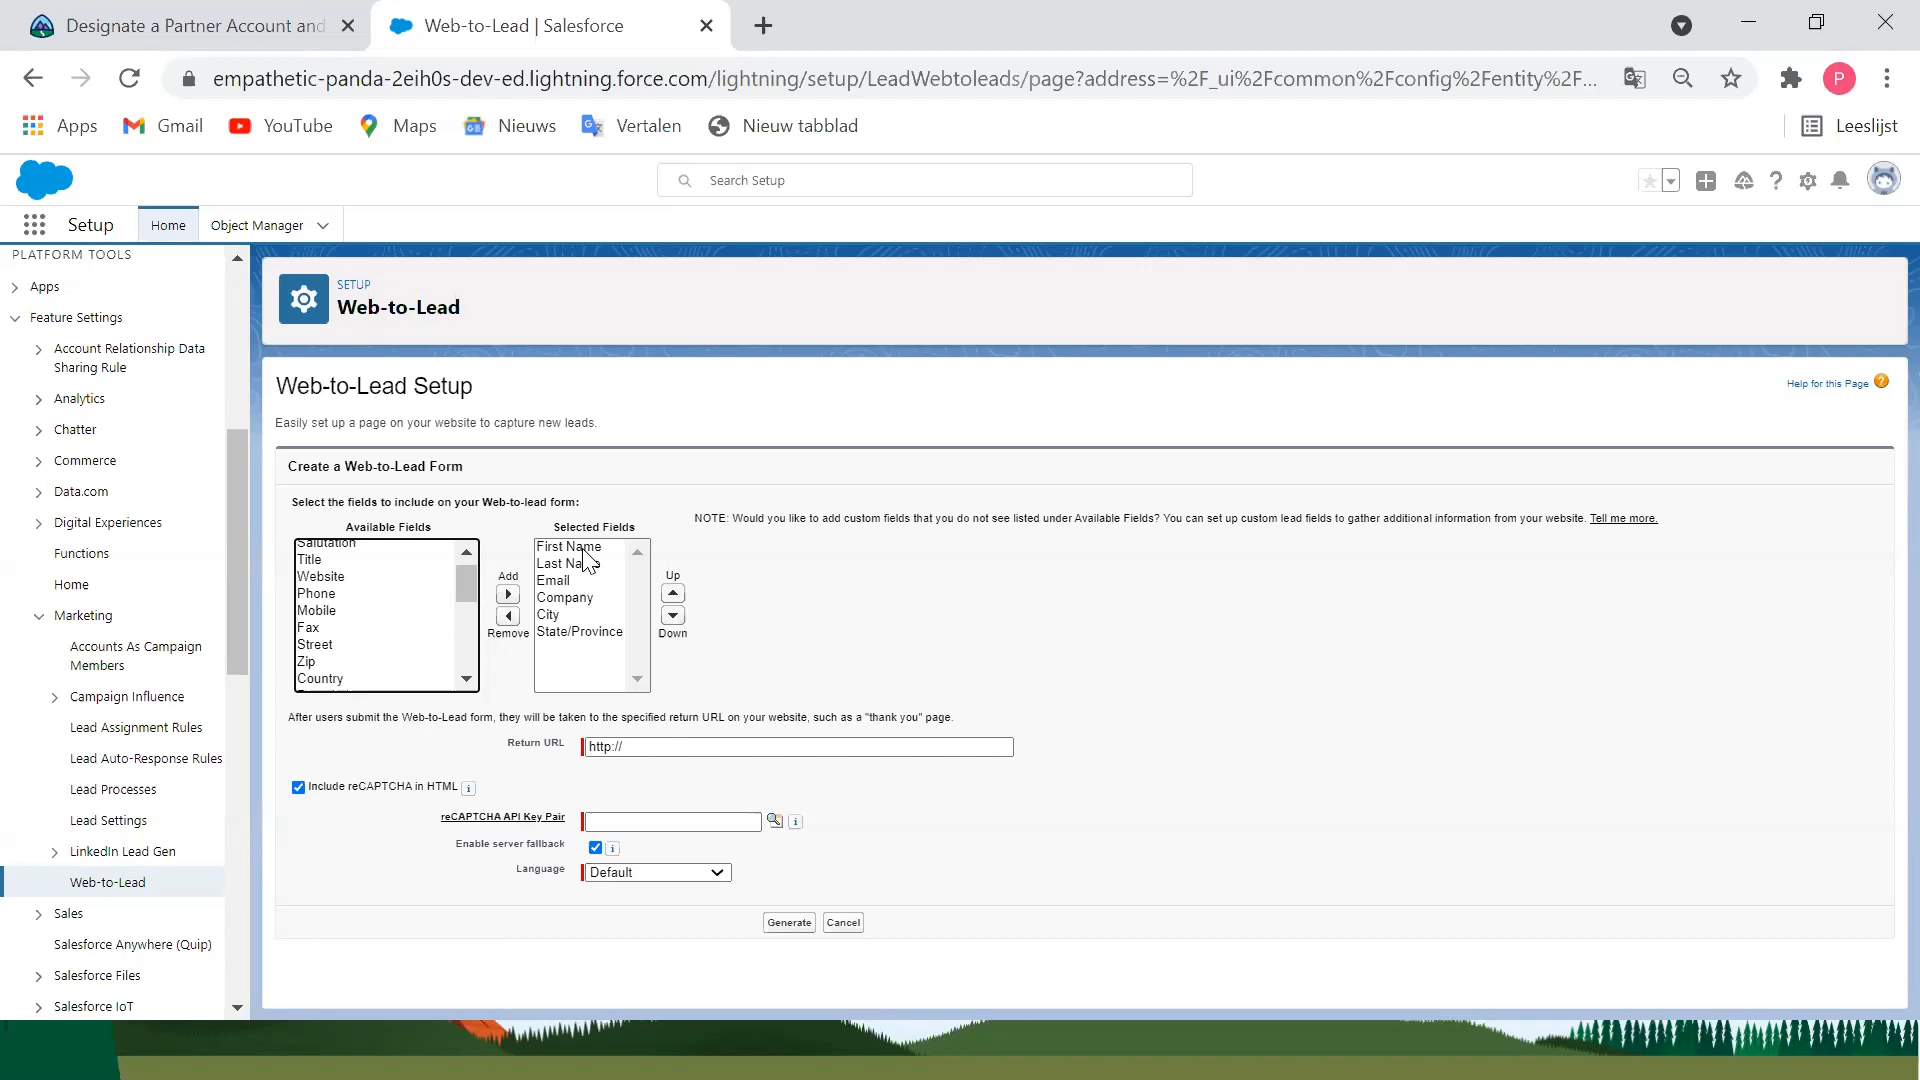 Designate a Partner Account and
Web-to-Lead | Salesforce
empathetic-panda-2eih0s-dev-ed.lightning.force.com/lightning/setup/LeadWebtoleads/page?address=%2F_ui%2Fcommon%2Fconfig%2Fentity%2F...
P
Apps
Gmail
YouTube
Maps
Nieuws
Vertalen
Nieuw tabblad
Leeslijst
Search Setup
Setup
Home
Object Manager
PLATFORM TOOLS
Apps
Feature Settings
Account Relationship Data
Sharing Rule
Analytics
Chatter
Commerce
Data.com
Digital Experiences
Functions
Home
Marketing
Accounts As Campaign
Members
Campaign Influence
Lead Assignment Rules
Lead Auto-Response Rules
Lead Processes
Lead Settings
LinkedIn Lead Gen
Web-to-Lead
Sales
Salesforce Anywhere (Quip)
Salesforce Files
Salesforce IoT
SETUP
Web-to-Lead
Web-to-Lead Setup
Help for this Page
Easily set up a page on your website to capture new leads.
Create a Web-to-Lead Form
Select the fields to include on your Web-to-lead form:
Available Fields
Selected Fields
NOTE: Would you like to add custom fields that you do not see listed under Available Fields? You can set up custom lead fields to gather additional information from your website. Tell me more.
Salutation
Title
Website
Phone
Mobile
Fax
Street
Zip
Country
Add
Remove
First Name
Last Name
Email
Company
City
State/Province
Up
Down
After users submit the Web-to-Lead form, they will be taken to the specified return URL on your website, such as a "thank you" page.
Return URL
http://
Include reCAPTCHA in HTML
reCAPTCHA API Key Pair
Enable server fallback
Language
Default
Generate
Cancel